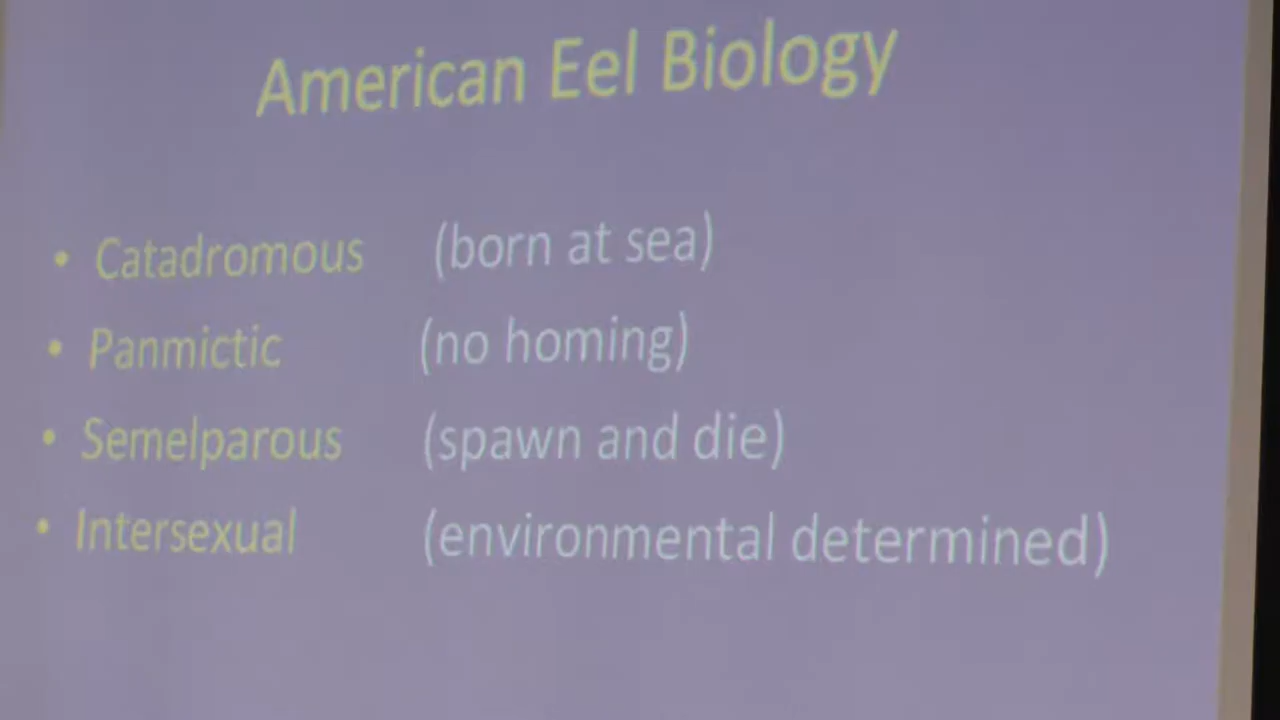 American Eel Biology
• Catadromous (born at sea)
• Panmictic (no homing)
• Semelparous (spawn and die)
• Intersexual (environmental determined)